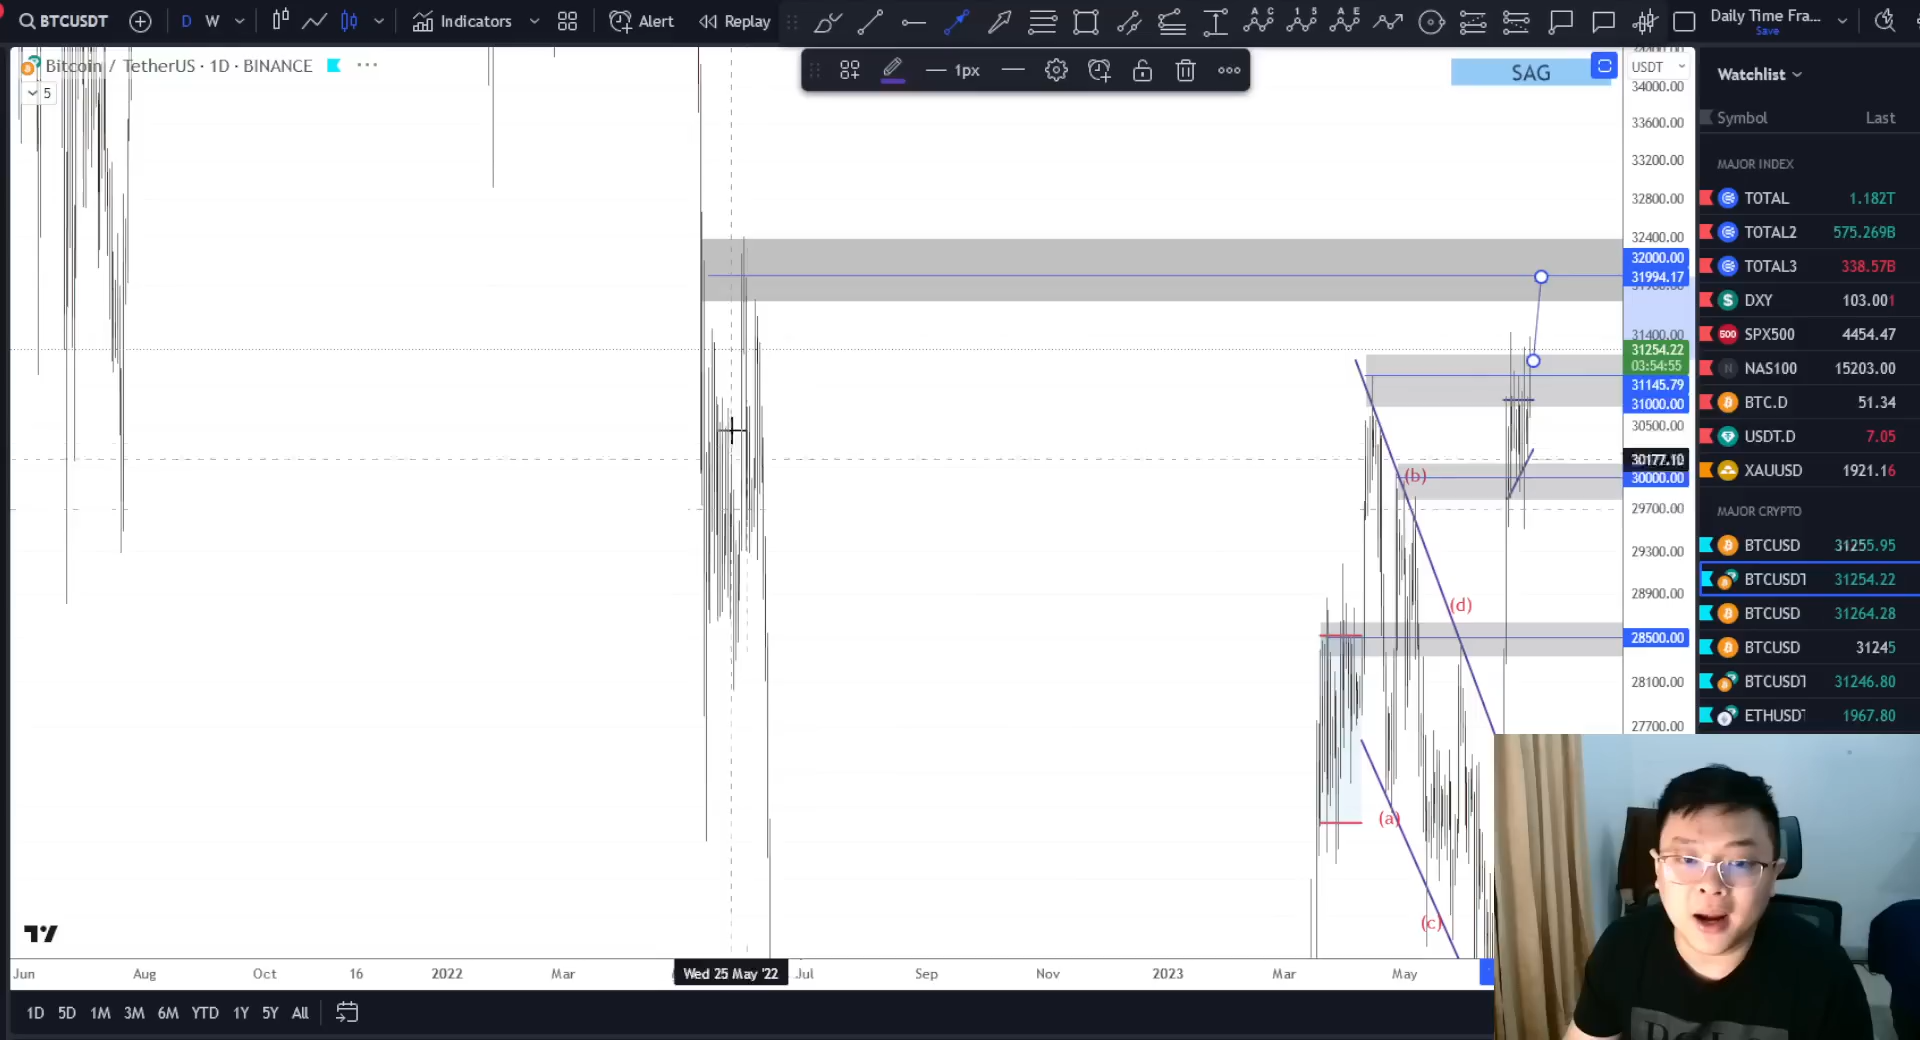 BTCUSDT D W Indicators Alert Replay Daily Time Fra...
Save
Bitcoin / TetherUS · 1D · BINANCE
5
1px
SAG
USDT
34000.00
33600.00
33200.00
32800.00
32400.00
32000.00
31994.17
31400.00
31254.22
03:54:55
31145.79
31000.00
30500.00
30177.10
30000.00
29700.00
29300.00
28900.00
28500.00
28100.00
27700.00
(b)
(d)
(a)
(c)
Jun Aug Oct 16 2022 Mar Wed 25 May '22 Jul Sep Nov 2023 Mar May
1D 5D 1M 3M 6M YTD 1Y 5Y All
Watchlist
Symbol Last
MAJOR INDEX
TOTAL 1.182T
TOTAL2 575.269B
TOTAL3 338.57B
DXY 103.001
SPX500 4454.47
NAS100 15203.00
BTC.D 51.34
USDT.D 7.05
XAUUSD 1921.16
MAJOR CRYPTO
BTCUSD 31255.95
BTCUSDT 31254.22
BTCUSD 31264.28
BTCUSD 31245
BTCUSDT 31246.80
ETHUSDT 1967.80